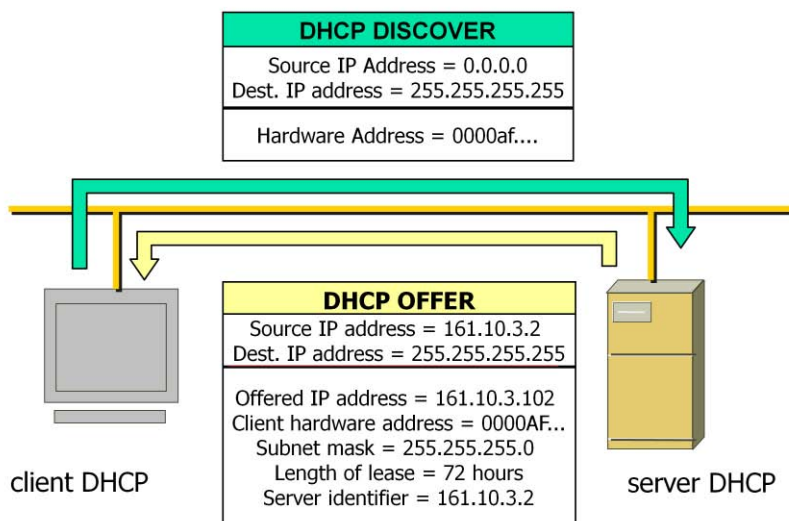 DHCP DISCOVER
Source IP Address = 0.0.0.0
Dest. IP address = 255.255.255.255
Hardware Address = 0000af....
DHCP OFFER
Source IP address = 161.10.3.2
Dest. IP address = 255.255.255.255
Offered IP address = 161.10.3.102
Client hardware address = 0000AF...
Subnet mask = 255.255.255.0
Length of lease = 72 hours
Server identifier = 161.10.3.2
client DHCP
server DHCP